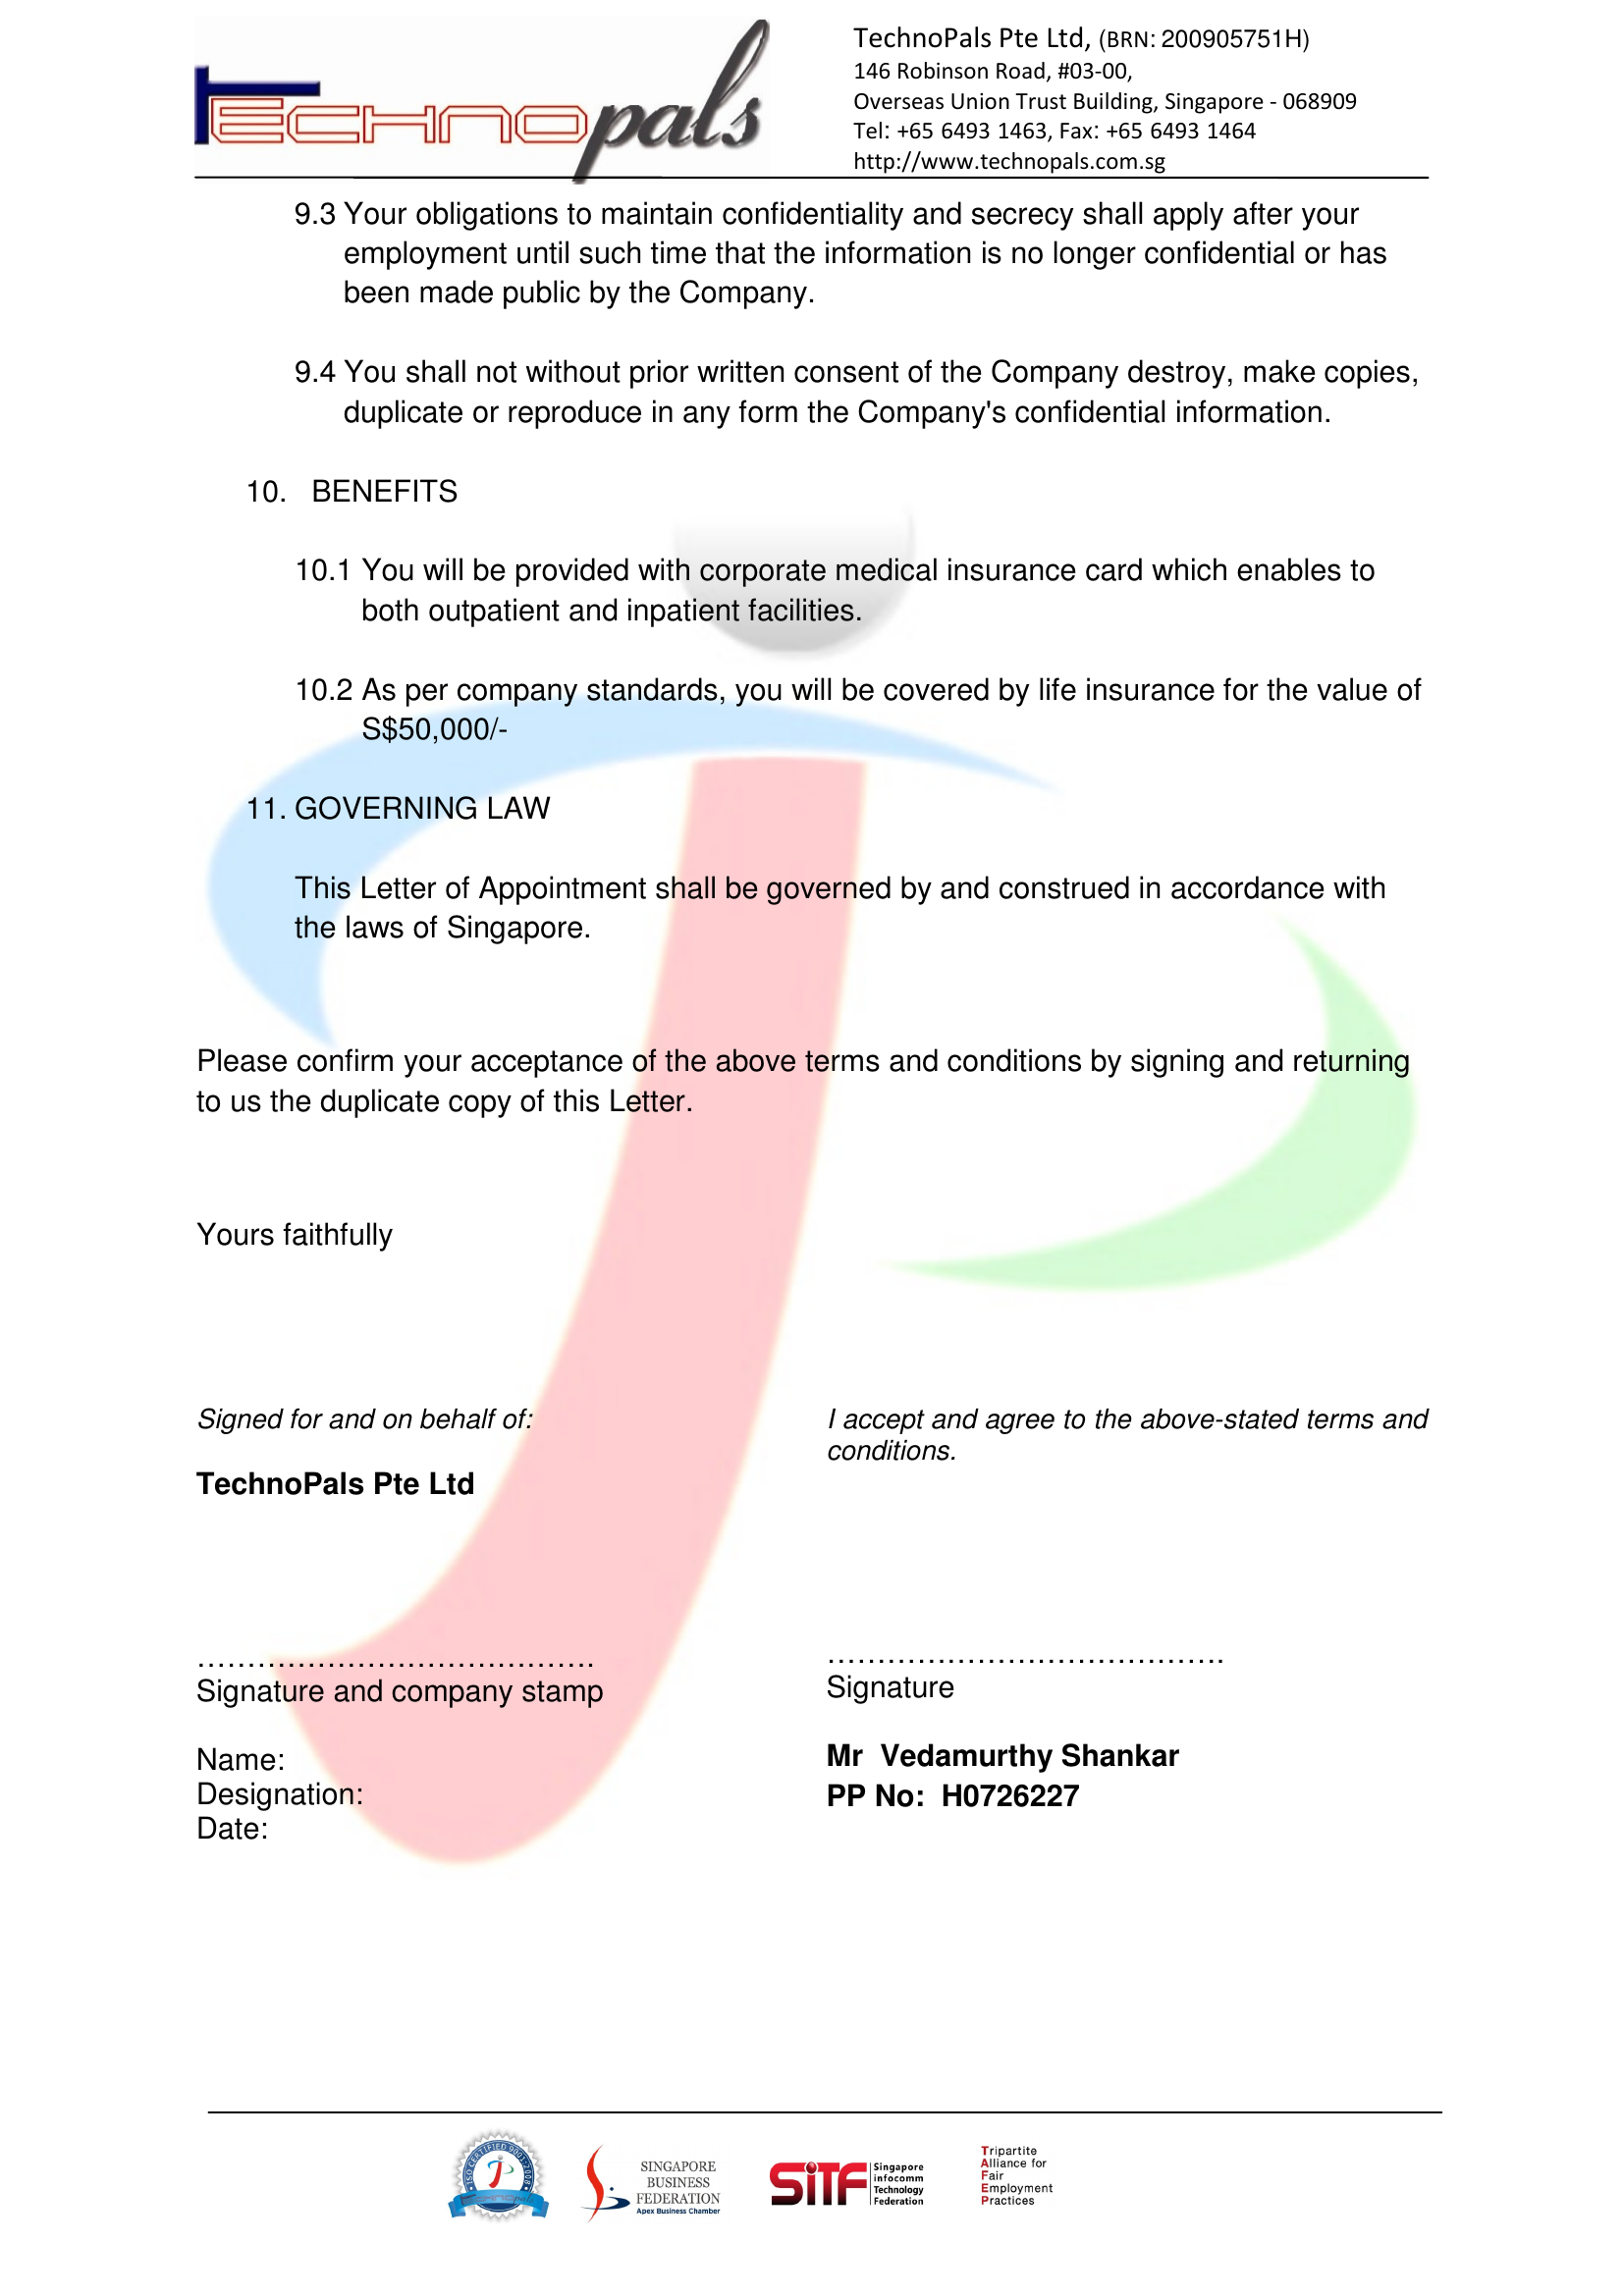 TECHNOpals
TechnoPals Pte Ltd, (BRN: 200905751H)
146 Robinson Road, #03-00,
Overseas Union Trust Building, Singapore - 068909
Tel: +65 6493 1463, Fax: +65 6493 1464
http://www.technopals.com.sg
9.3 Your obligations to maintain confidentiality and secrecy shall apply after your
employment until such time that the information is no longer confidential or has
been made public by the Company.
9.4 You shall not without prior written consent of the Company destroy, make copies,
duplicate or reproduce in any form the Company's confidential information.
10. BENEFITS
10.1 You will be provided with corporate medical insurance card which enables to
both outpatient and inpatient facilities.
10.2 As per company standards, you will be covered by life insurance for the value of
S$50,000/-
11. GOVERNING LAW
This Letter of Appointment shall be governed by and construed in accordance with
the laws of Singapore.
Please confirm your acceptance of the above terms and conditions by signing and returning
to us the duplicate copy of this Letter.
Yours faithfully
Signed for and on behalf of:
TechnoPals Pte Ltd
………………………………….
Signature and company stamp
Name:
Designation:
Date:
I accept and agree to the above-stated terms and
conditions.
………………………………….
Signature
Mr Vedamurthy Shankar
PP No: H0726227
ISO CERTIFIED 9001:2008
TECHNOpals
SINGAPORE
BUSINESS
FEDERATION
Apex Business Chamber
SiTF
Singapore
infocomm
Technology
Federation
Tripartite
Alliance for
Fair
Employment
Practices